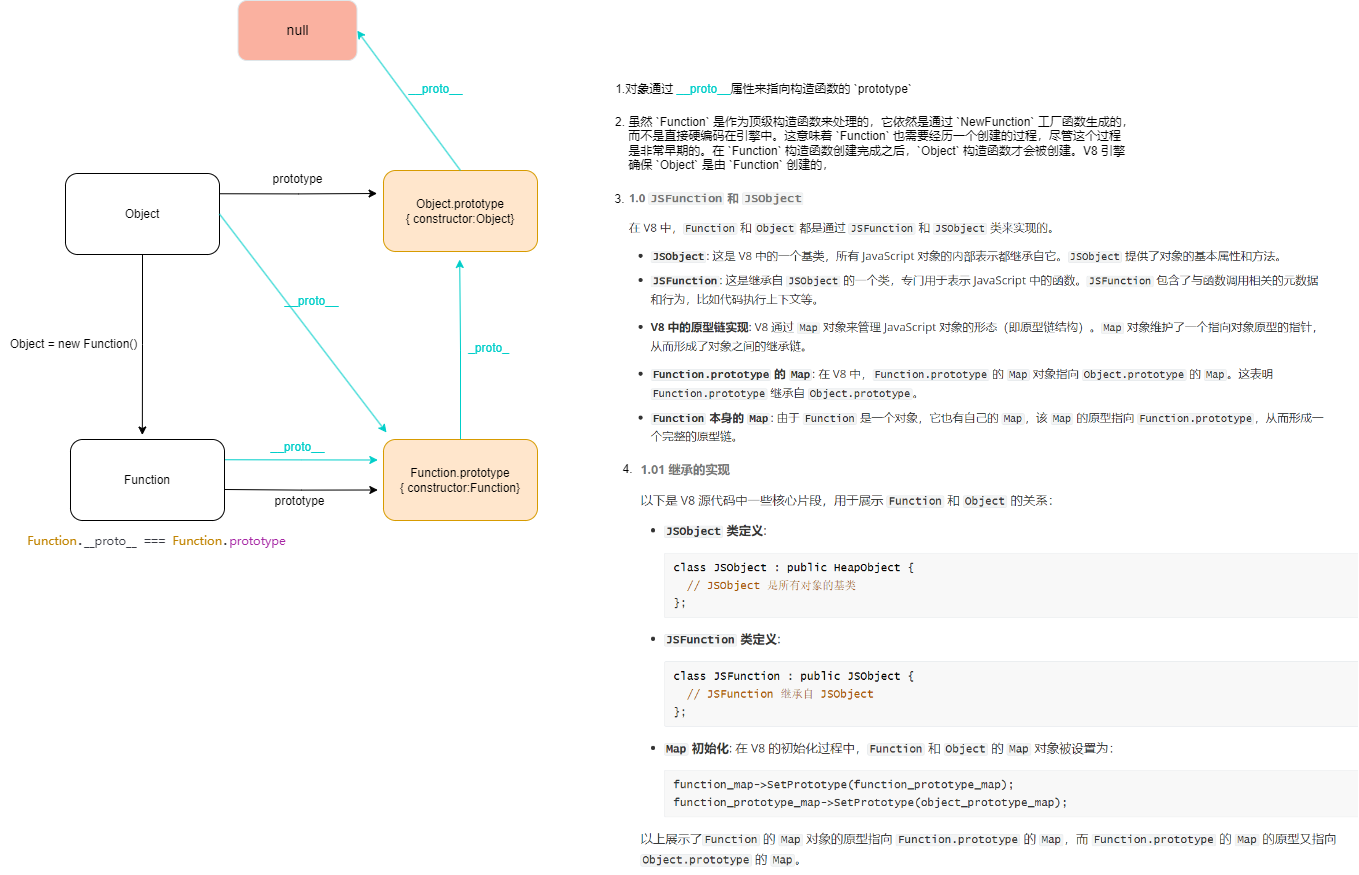 null
__proto__
prototype
Object
Object.prototype
{ constructor:Object}
__proto__
Object = new Function()
_proto_
__proto__
Function
prototype
Function.prototype
{ constructor:Function}
Function.__proto__ === Function.prototype
1.对象通过 __proto__属性来指向构造函数的 `prototype`
2. 虽然 `Function` 是作为顶级构造函数来处理的，它依然是通过 `NewFunction` 工厂函数生成的，
而不是直接硬编码在引擎中。这意味着 `Function` 也需要经历一个创建的过程，尽管这个过程
是非常早期的。在 `Function` 构造函数创建完成之后，`Object` 构造函数才会被创建。V8 引擎
确保 `Object` 是由 `Function` 创建的，
3. 1.0 JSFunction 和 JSObject
在 V8 中，Function 和 Object 都是通过 JSFunction 和 JSObject 类来实现的。
• JSObject: 这是 V8 中的一个基类，所有 JavaScript 对象的内部表示都继承自它。JSObject 提供了对象的基本属性和方法。
• JSFunction: 这是继承自 JSObject 的一个类，专门用于表示 JavaScript 中的函数。JSFunction 包含了与函数调用相关的元数据
和行为，比如代码执行上下文等。
• V8 中的原型链实现: V8 通过 Map 对象来管理 JavaScript 对象的形态（即原型链结构）。Map 对象维护了一个指向对象原型的指针，
从而形成了对象之间的继承链。
• Function.prototype 的 Map: 在 V8 中，Function.prototype 的 Map 对象指向 Object.prototype 的 Map。这表明
Function.prototype 继承自 Object.prototype。
• Function 本身的 Map: 由于 Function 是一个对象，它也有自己的 Map，该 Map 的原型指向 Function.prototype，从而形成一
个完整的原型链。
4. 1.01 继承的实现
以下是 V8 源代码中一些核心片段，用于展示 Function 和 Object 的关系：
• JSObject 类定义:
class JSObject : public HeapObject {
// JSObject 是所有对象的基类
};
• JSFunction 类定义:
class JSFunction : public JSObject {
// JSFunction 继承自 JSObject
};
• Map 初始化: 在 V8 的初始化过程中，Function 和 Object 的 Map 对象被设置为：
function_map->SetPrototype(function_prototype_map);
function_prototype_map->SetPrototype(object_prototype_map);
以上展示了Function 的 Map 对象的原型指向 Function.prototype 的 Map，而 Function.prototype 的 Map 的原型又指向
Object.prototype 的 Map。